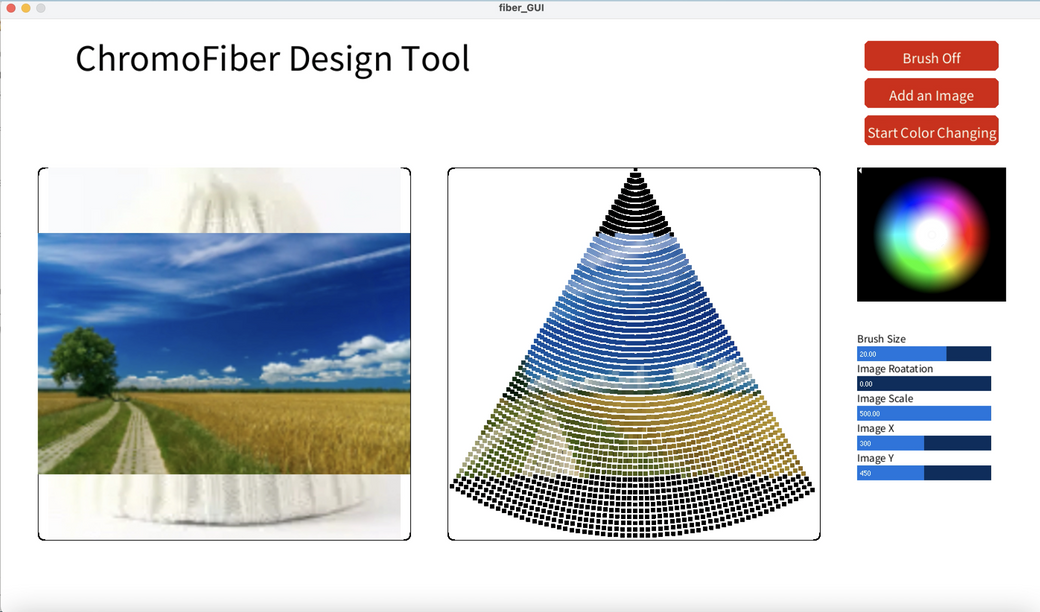 fiber_GUI
ChromoFiber Design Tool
Brush Off
Add an Image
Start Color Changing
Brush Size
20.00
Image Roatation
0.00
Image Scale
500.00
Image X
300
Image Y
450